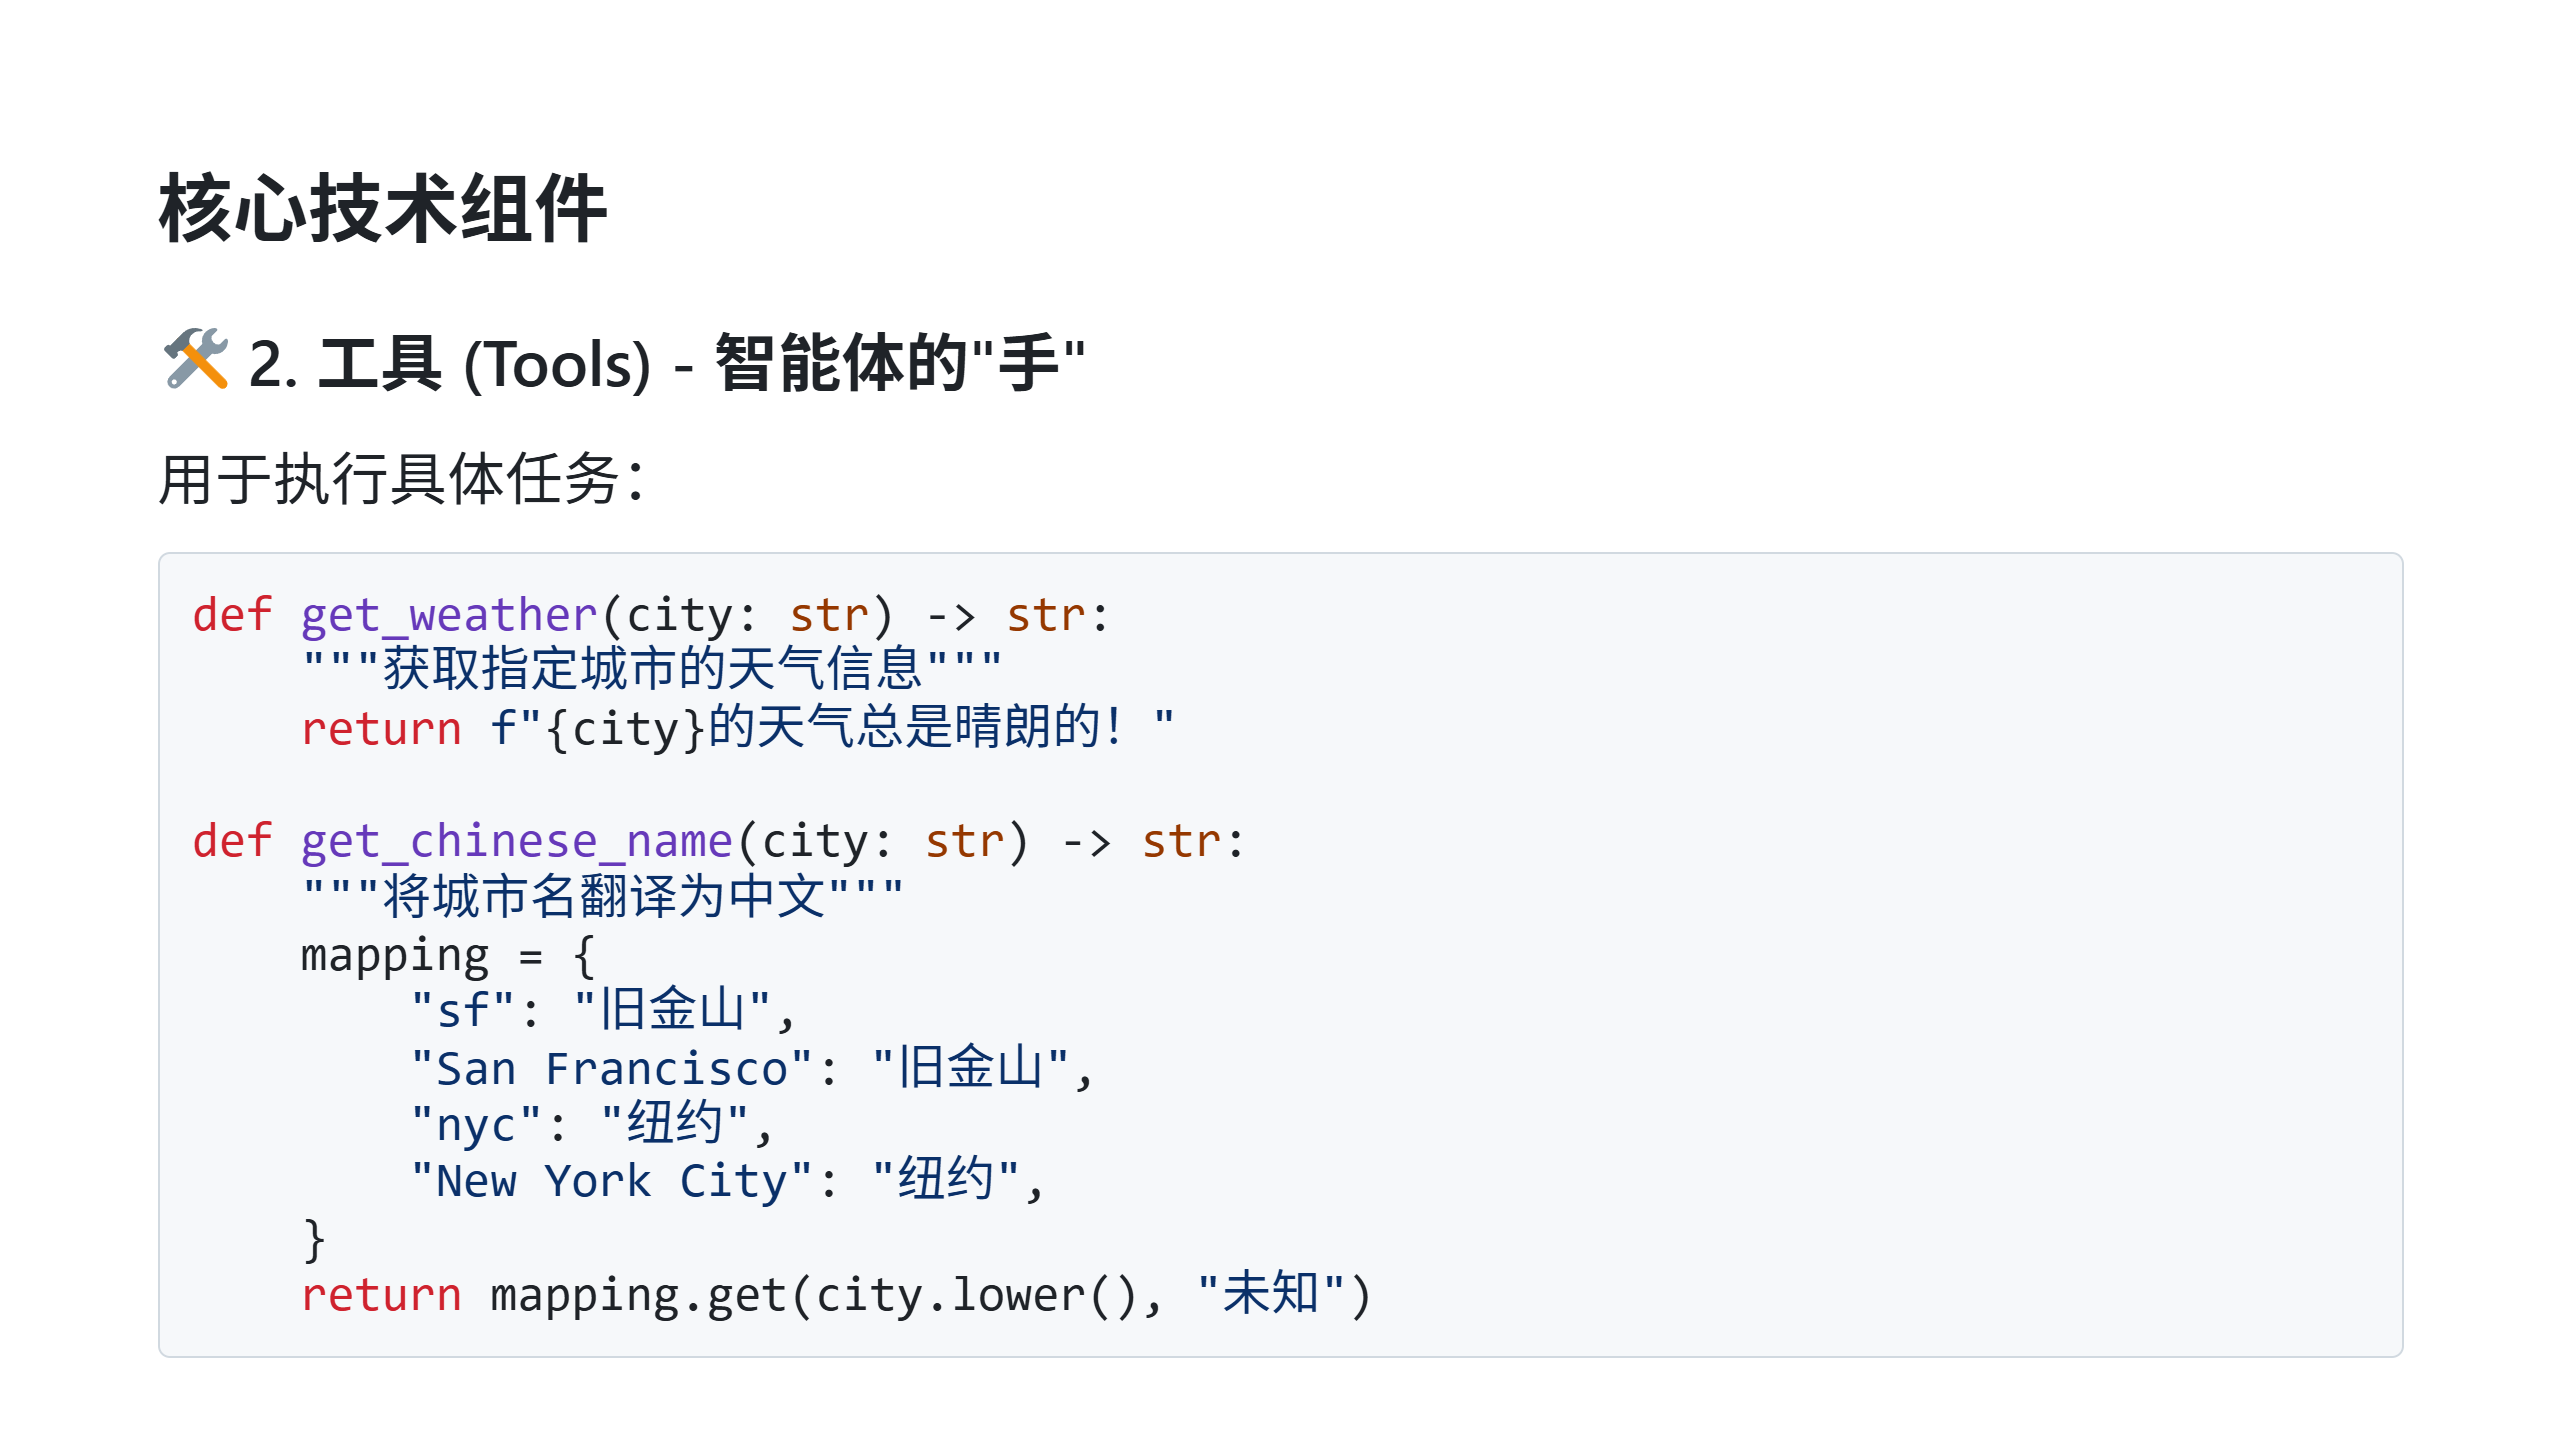 核心技术组件
🛠️ 2. 工具 (Tools) - 智能体的"手"
用于执行具体任务：
def get_weather(city: str) -> str:
    """获取指定城市的天气信息"""
    return f"{city}的天气总是晴朗的！"

def get_chinese_name(city: str) -> str:
    """将城市名翻译为中文"""
    mapping = {
        "sf": "旧金山",
        "San Francisco": "旧金山",
        "nyc": "纽约",
        "New York City": "纽约",
    }
    return mapping.get(city.lower(), "未知")